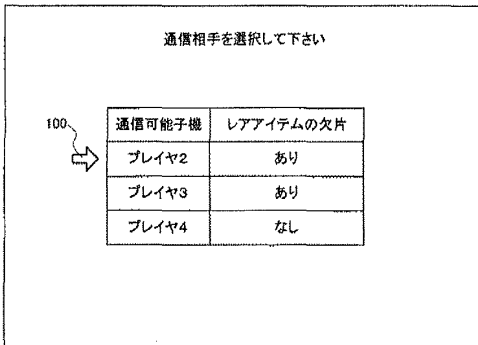 通信相手を選択して下さい
通信可能子機 レアアイテムの欠片
100
プレイヤ2 あり
プレイヤ3 あり
プレイヤ4 なし